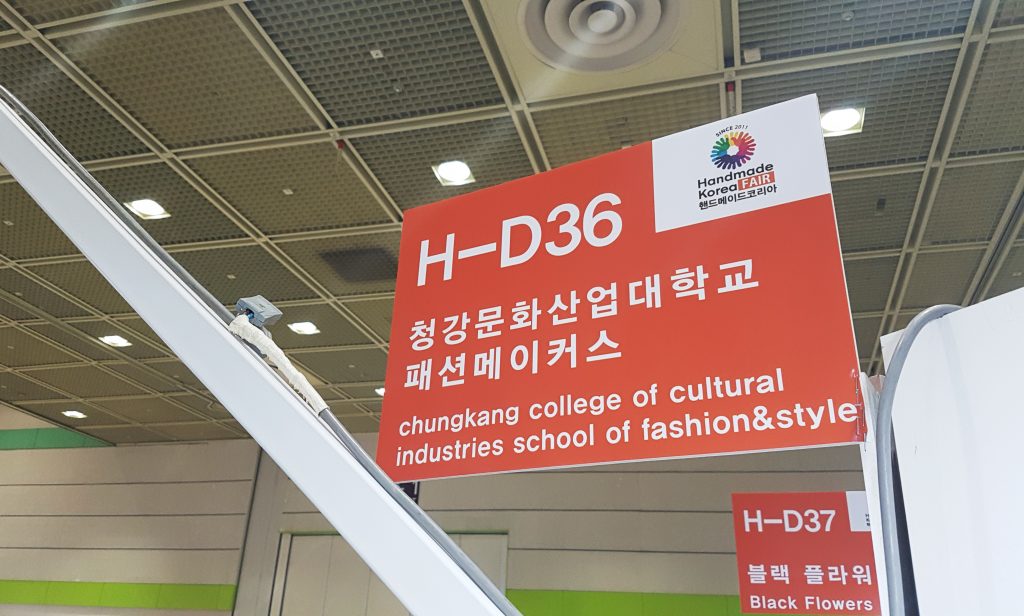 SINCE 2011
Handmade
Korea FAIR
핸드메이드코리아
H-D36
청강문화산업대학교
패션메이커스
chungkang college of cultural
industries school of fashion&style
H-D37
블랙 플라워
Black Flowers